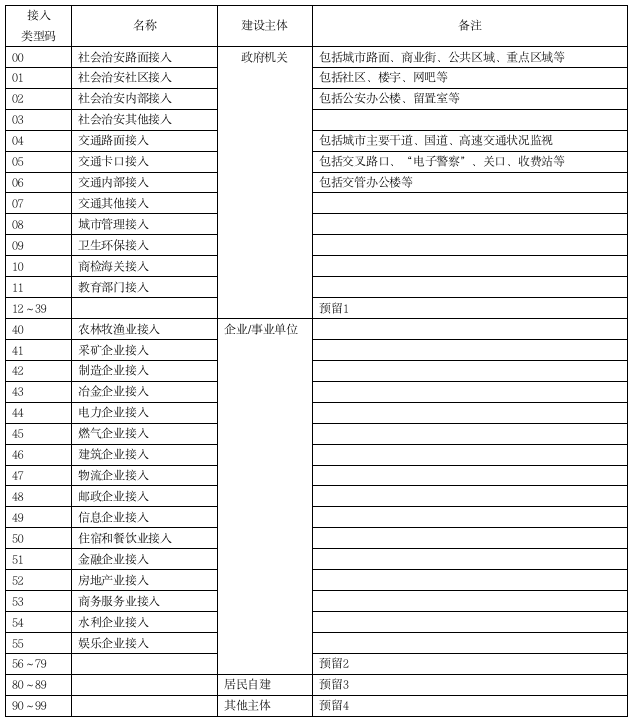 接入
类型码 名称 建设主体 备注
00 社会治安路面接入 政府机关 包括城市路面、商业街、公共区域、重点区域等
01 社会治安社区接入 包括社区、楼宇、网吧等
02 社会治安内部接入 包括公安办公楼、留置室等
03 社会治安其他接入
04 交通路面接入 包括城市主要干道、国道、高速交通状况监视
05 交通卡口接入 包括交叉路口、“电子警察”、关口、收费站等
06 交通内部接入 包括交管办公楼等
07 交通其他接入
08 城市管理接入
09 卫生环保接入
10 商检海关接入
11 教育部门接入
12~39 预留1
40 农林牧渔业接入 企业/事业单位
41 采矿企业接入
42 制造企业接入
43 冶金企业接入
44 电力企业接入
45 燃气企业接入
46 建筑企业接入
47 物流企业接入
48 邮政企业接入
49 信息企业接入
50 住宿和餐饮业接入
51 金融企业接入
52 房地产业接入
53 商务服务业接入
54 水利企业接入
55 娱乐企业接入
56~79 预留2
80~89 居民自建 预留3
90~99 其他主体 预留4